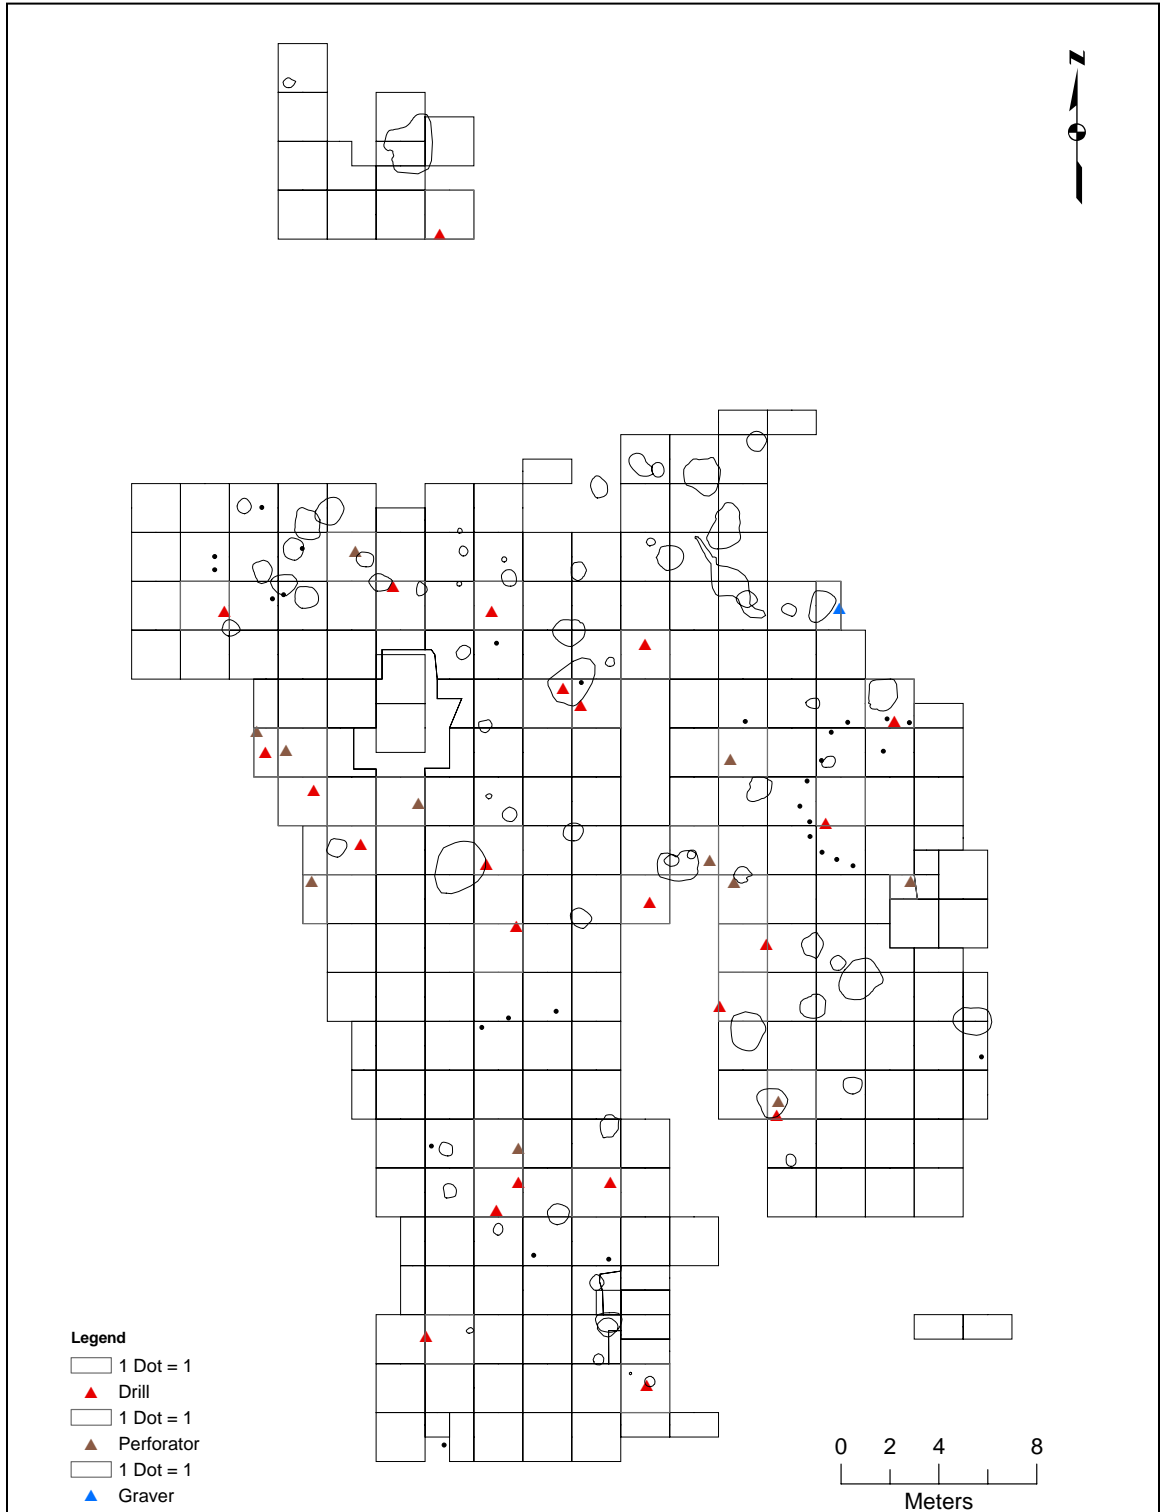 N
Legend
1 Dot = 1
Drill
1 Dot = 1
Perforator
1 Dot = 1
Graver
0 2 4 8
Meters